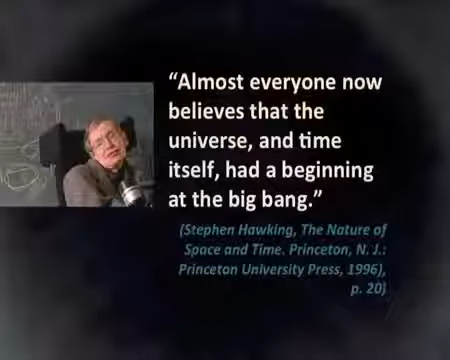 “Almost everyone now
believes that the
universe, and time
itself, had a beginning
at the big bang.”
(Stephen Hawking, The Nature of
Space and Time. Princeton, N. J.:
Princeton University Press, 1996),
p. 20)